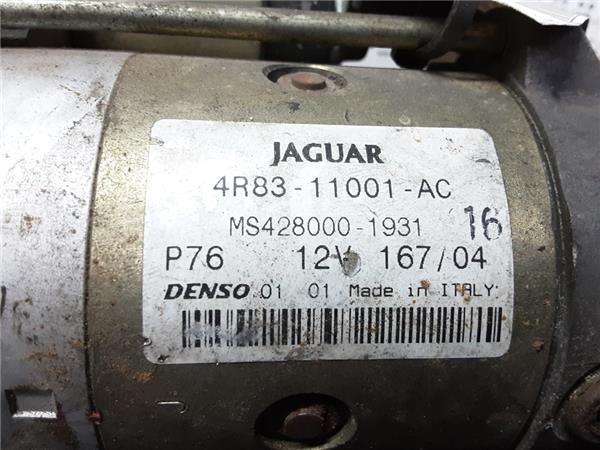 JAGUAR
4R83-11001-AC
MS428000-1931 16
P76 12V 167/04
DENSO 01 01 Made in ITALY